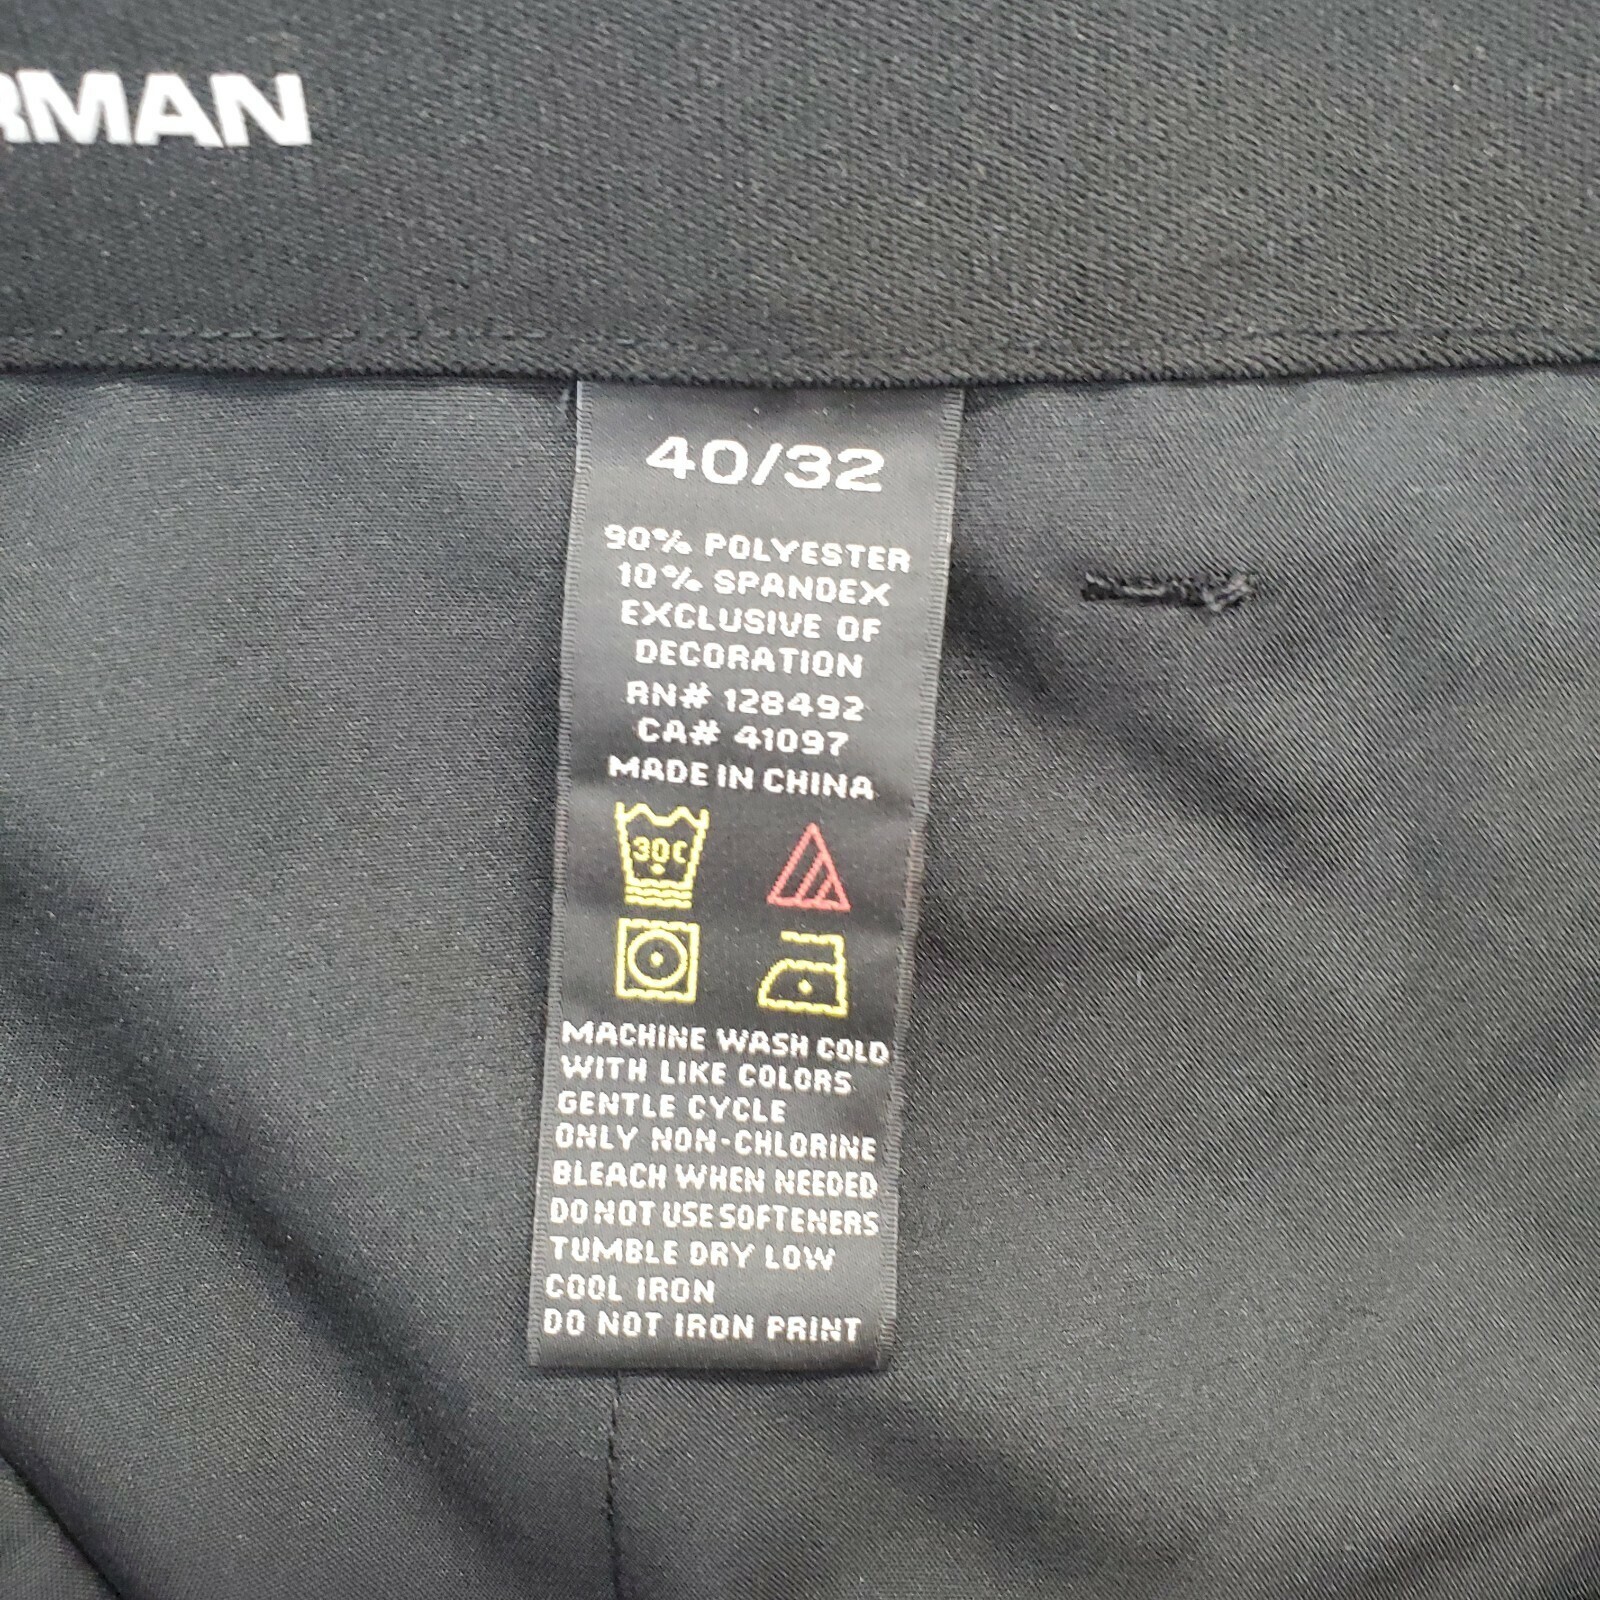 RMAN
40/32
90% POLYESTER
10% SPANDEX
EXCLUSIVE OF
DECORATION
RN# 128492
CA# 41097
MADE IN CHINA
30C
MACHINE WASH COLD
WITH LIKE COLORS
GENTLE CYCLE
ONLY NON-CHLORINE
BLEACH WHEN NEEDED
DO NOT USE SOFTENERS
TUMBLE DRY LOW
COOL IRON
DO NOT IRON PRINT